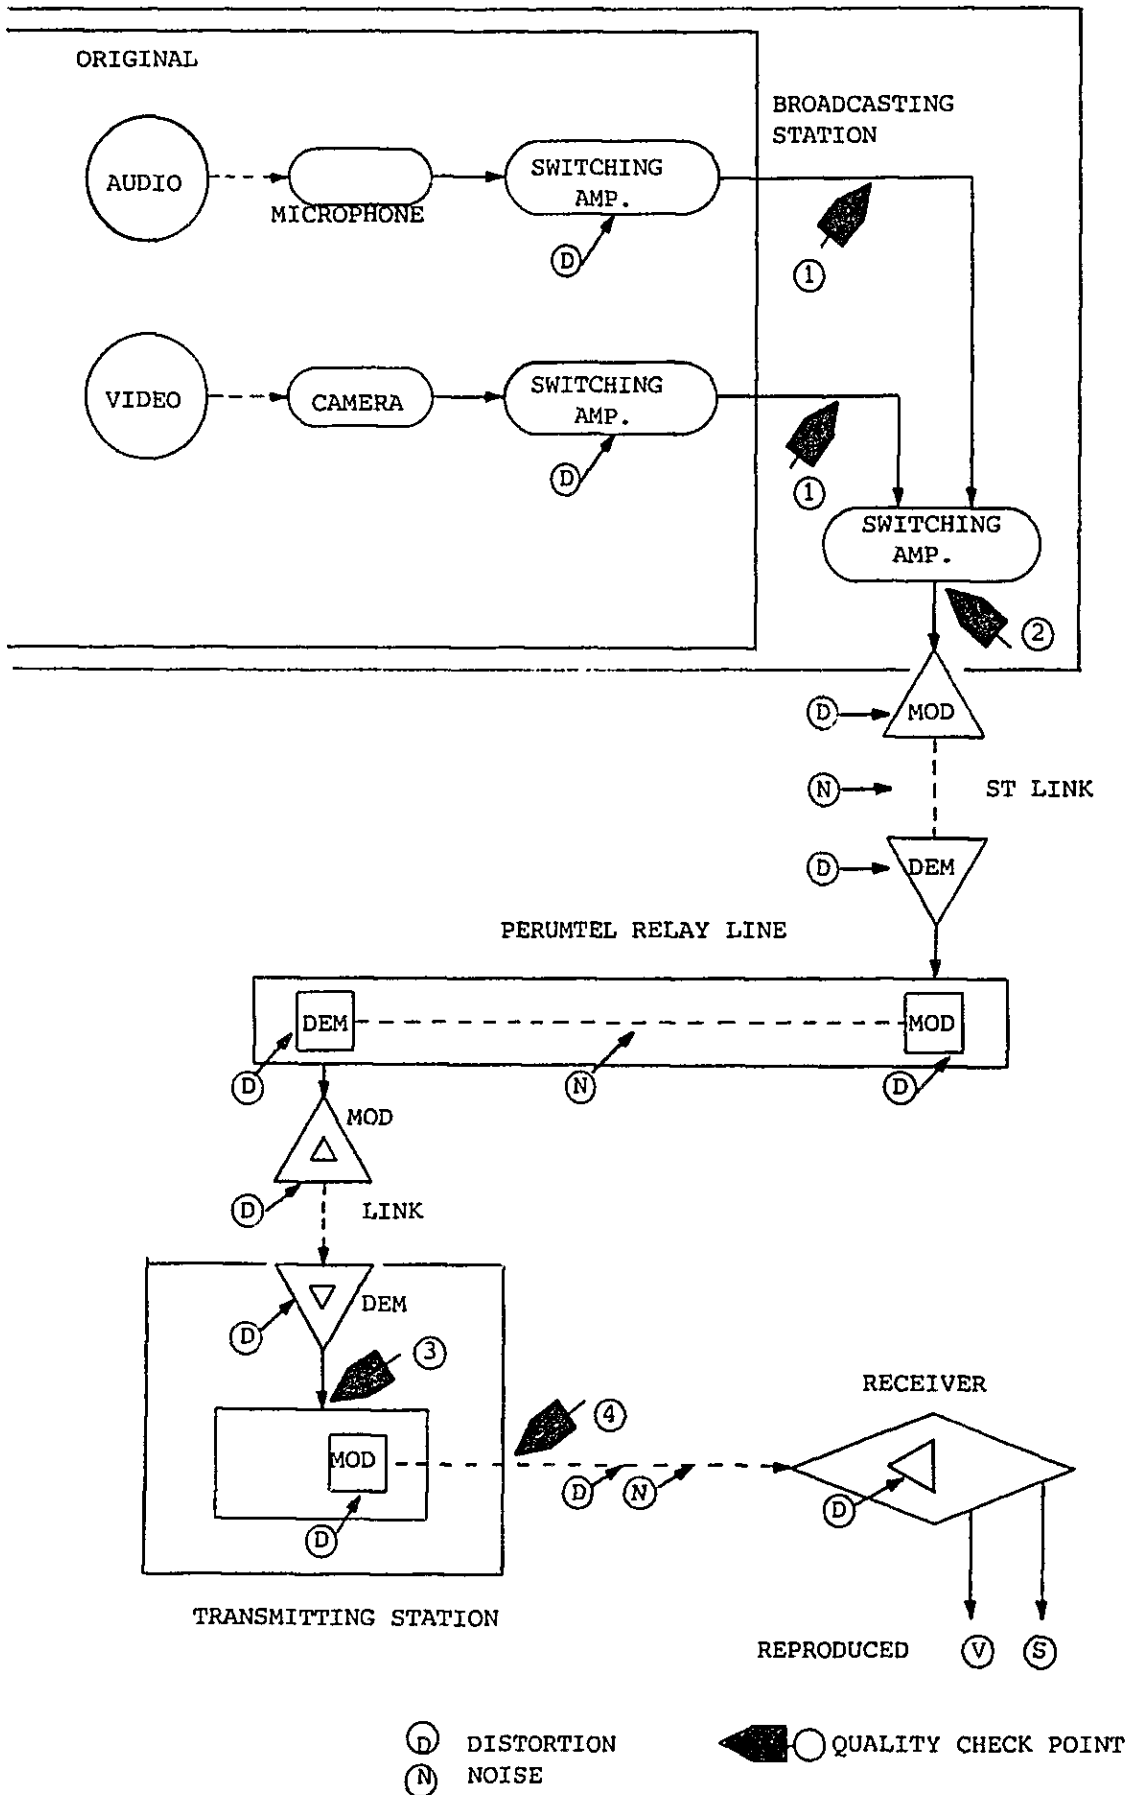 ORIGINAL
BROADCASTING
STATION
AUDIO
MICROPHONE
SWITCHING
AMP.
D
1
VIDEO
CAMERA
SWITCHING
AMP.
D
1
SWITCHING
AMP.
2
D
MOD
N
ST LINK
D
DEM
PERUMTEL RELAY LINE
DEM
MOD
D
N
D
MOD
D
LINK
D
DEM
3
RECEIVER
4
MOD
D
N
D
D
TRANSMITTING STATION
REPRODUCED V S
D DISTORTION
N NOISE
QUALITY CHECK POINT